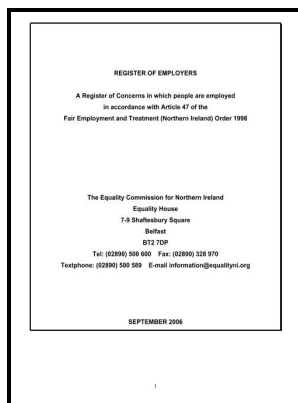 REGISTER OF EMPLOYERS
A Register of Concerns in which people are employed
in accordance with Article 47 of the
Fair Employment and Treatment (Northern Ireland) Order 1998
The Equality Commission for Northern Ireland
Equality House
7-9 Shaftesbury Square
Belfast
BT2 7DP
Tel: (02890) 500 600 Fax: (02890) 328 970
Textphone: (02890) 500 589 E-mail information@equalityni.org
SEPTEMBER 2006
1